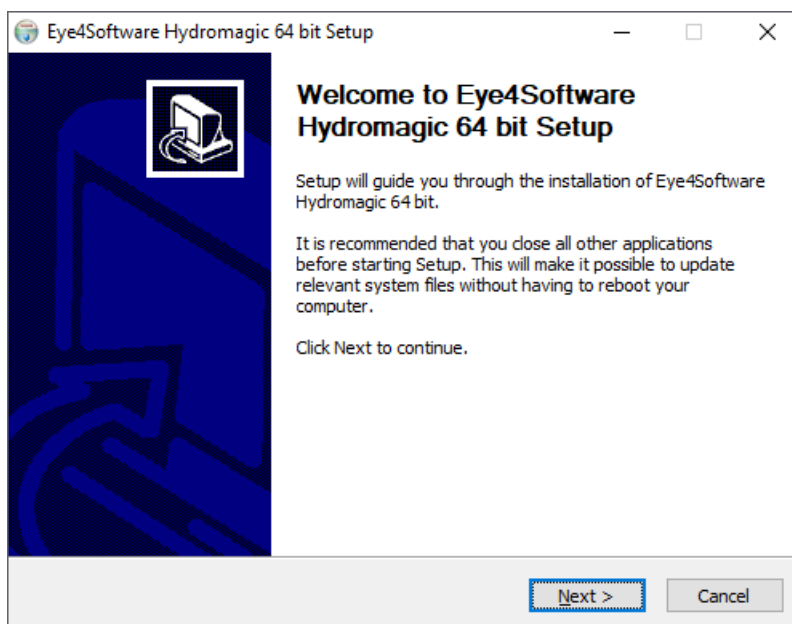 Eye4Software Hydromagic 64 bit Setup
Welcome to Eye4Software
Hydromagic 64 bit Setup
Setup will guide you through the installation of Eye4Software
Hydromagic 64 bit.
It is recommended that you close all other applications
before starting Setup. This will make it possible to update
relevant system files without having to reboot your
computer.
Click Next to continue.
Next >
Cancel